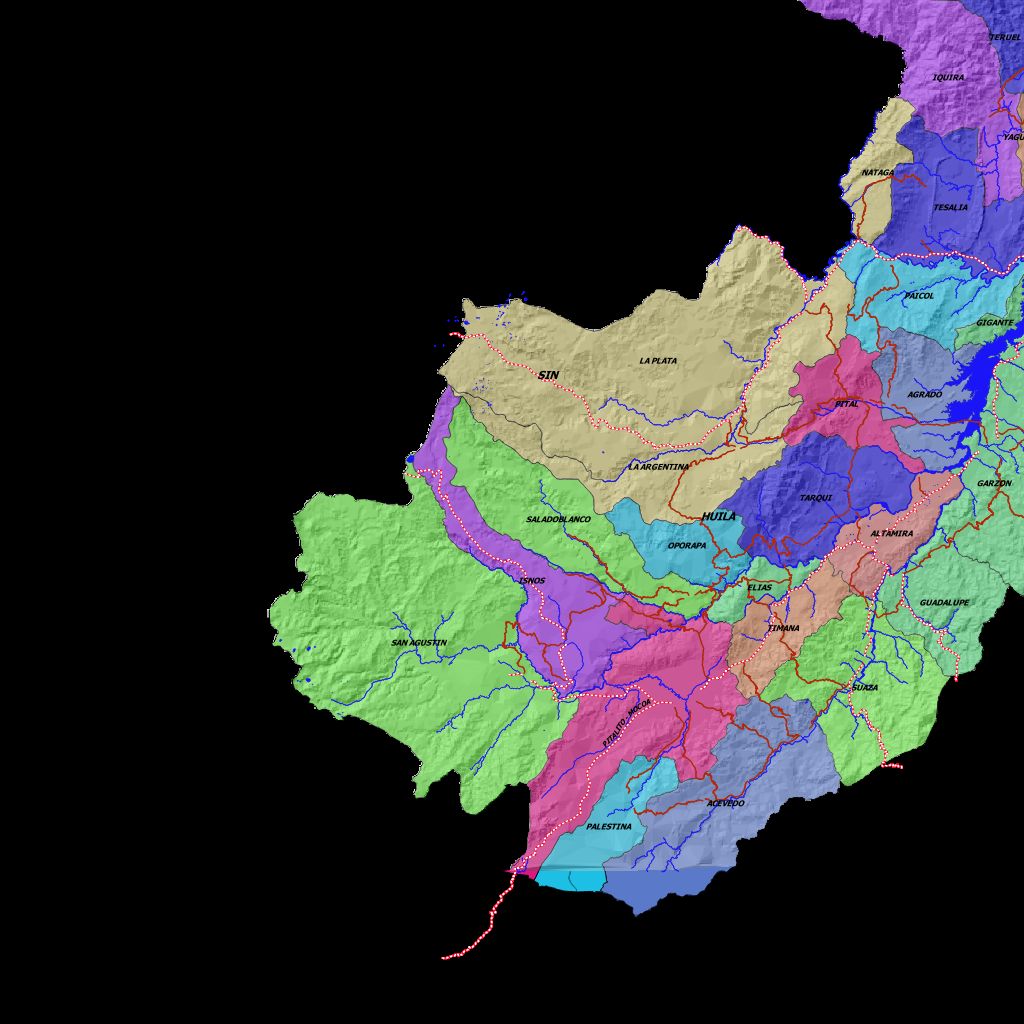 TERUEL
IQUIRA
YAGU
NATAGA
TESALIA
PAICOL
GIGANTE
LA PLATA
SIN
AGRADO
PITAL
LA ARGENTINA
GARZON
TARQUI
HUILA
SALADOBLANCO
ALTAMIRA
OPORAPA
ISNOS
ELIAS
GUADALUPE
TIMANA
SAN AGUSTIN
SUAZA
PITALITO - MOCOA
ACEVEDO
PALESTINA